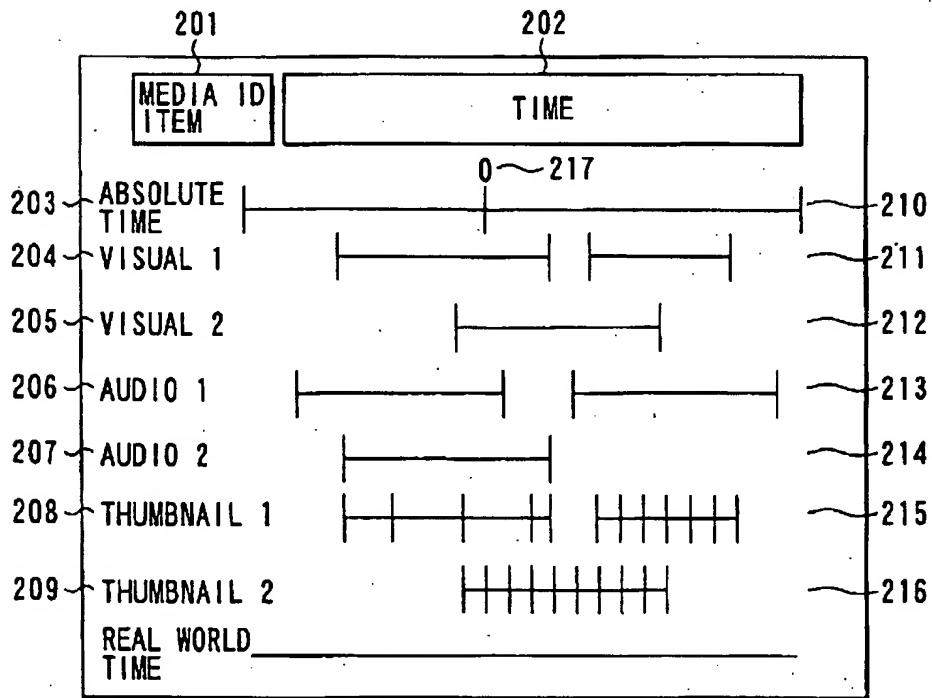 201 202
MEDIA ID
ITEM
TIME
0 217
203 ABSOLUTE
TIME 210
204 VISUAL 1 211
205 VISUAL 2 212
206 AUDIO 1 213
207 AUDIO 2 214
208 THUMBNAIL 1 215
209 THUMBNAIL 2 216
REAL WORLD
TIME